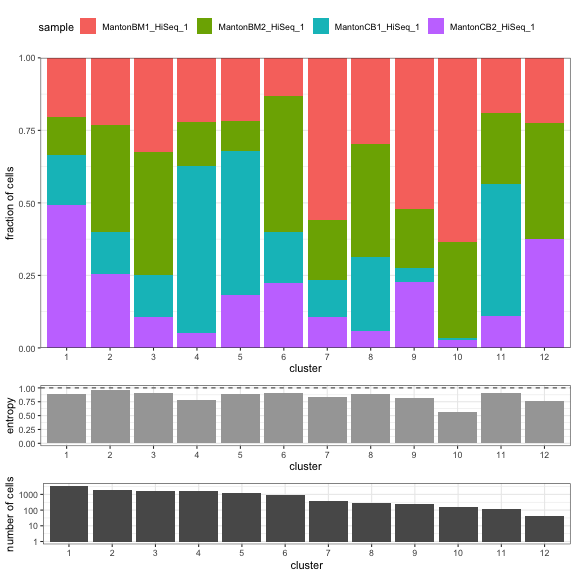 sample MantonBM1_HiSeq_1 MantonBM2_HiSeq_1 MantonCB1_HiSeq_1 MantonCB2_HiSeq_1
1.00
0.75
0.50
0.25
0.00
fraction of cells
1 2 3 4 5 6 7 8 9 10 11 12
cluster
1.00
0.75
0.50
0.25
0.00
entropy
1 2 3 4 5 6 7 8 9 10 11 12
cluster
1000
100
10
1
number of cells
1 2 3 4 5 6 7 8 9 10 11 12
cluster